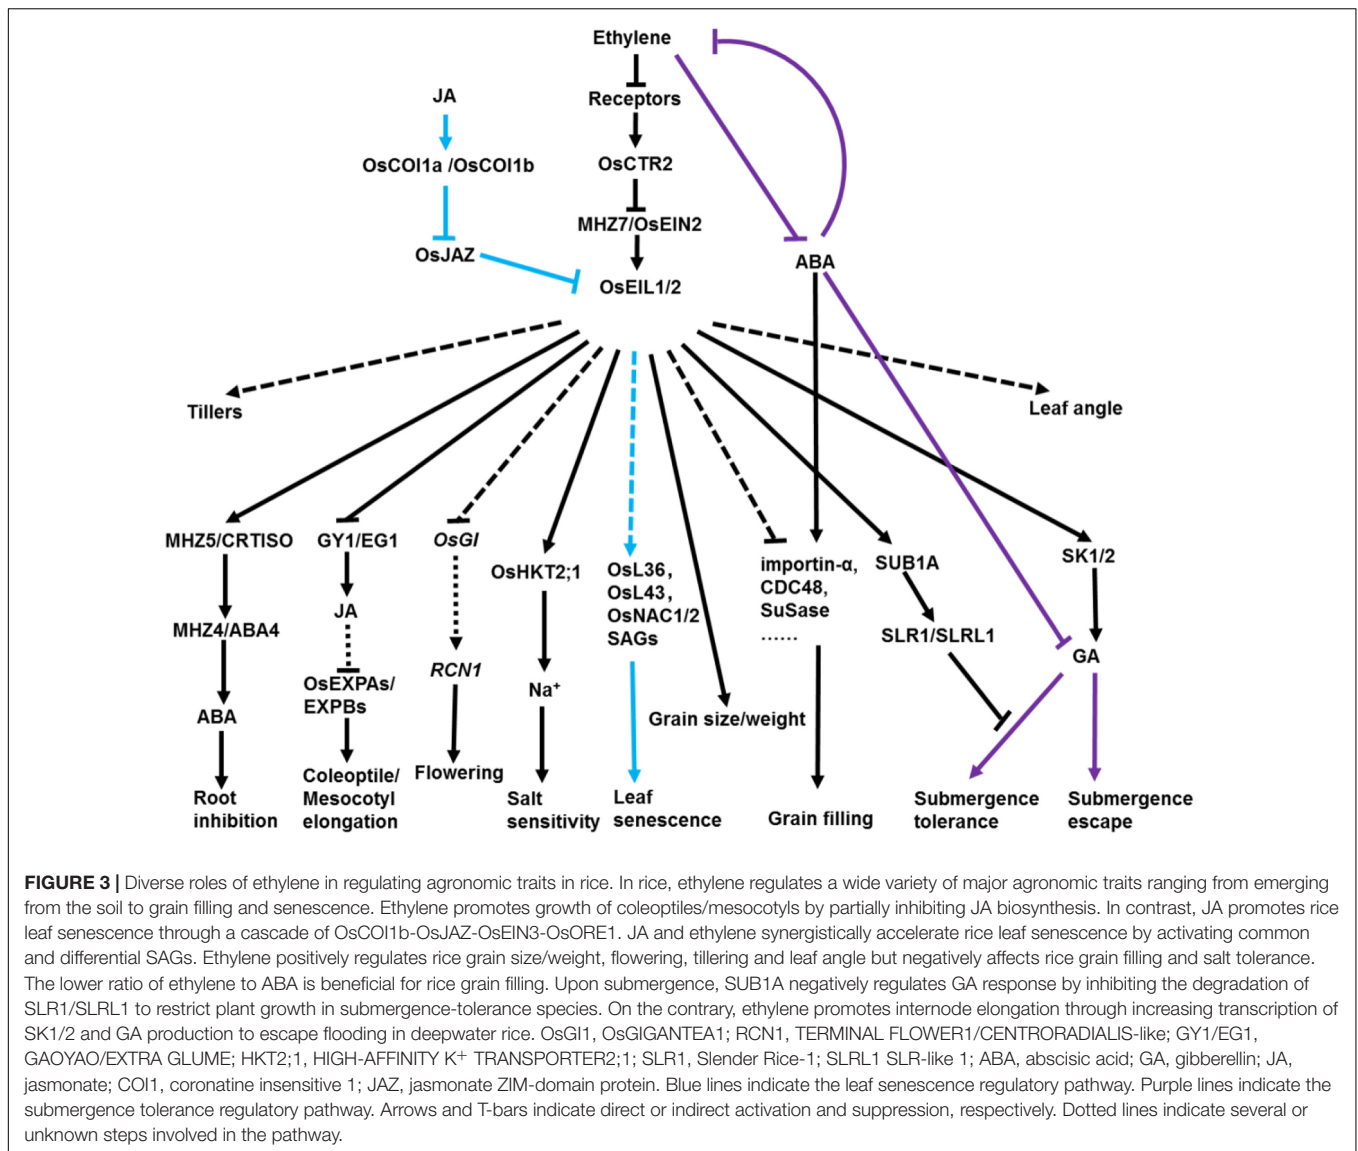 Ethylene
JA
Receptors
OsCOI1a /OsCOI1b
OsCTR2
MHZ7/OsEIN2
OsJAZ
ABA
OsEIL1/2
Tillers
Leaf angle
MHZ5/CRTISO
GY1/EG1
OsGI
OsHKT2;1
OsL36,
OsL43,
OsNAC1/2
SAGs
importin-α,
CDC48,
SuSase
......
SUB1A
SK1/2
MHZ4/ABA4
JA
RCN1
SLR1/SLRL1
GA
ABA
OsEXPAs/
EXPBs
Na+
Grain size/weight
Root
inhibition
Coleoptile/
Mesocotyl
elongation
Flowering
Salt
sensitivity
Leaf
senescence
Grain filling
Submergence
tolerance
Submergence
escape
FIGURE 3 | Diverse roles of ethylene in regulating agronomic traits in rice. In rice, ethylene regulates a wide variety of major agronomic traits ranging from emerging
from the soil to grain filling and senescence. Ethylene promotes growth of coleoptiles/mesocotyls by partially inhibiting JA biosynthesis. In contrast, JA promotes rice
leaf senescence through a cascade of OsCOI1b-OsJAZ-OsEIN3-OsORE1. JA and ethylene synergistically accelerate rice leaf senescence by activating common
and differential SAGs. Ethylene positively regulates rice grain size/weight, flowering, tillering and leaf angle but negatively affects rice grain filling and salt tolerance.
The lower ratio of ethylene to ABA is beneficial for rice grain filling. Upon submergence, SUB1A negatively regulates GA response by inhibiting the degradation of
SLR1/SLRL1 to restrict plant growth in submergence-tolerance species. On the contrary, ethylene promotes internode elongation through increasing transcription of
SK1/2 and GA production to escape flooding in deepwater rice. OsGI1, OsGIGANTEA1; RCN1, TERMINAL FLOWER1/CENTRORADIALIS-like; GY1/EG1,
GAOYAO/EXTRA GLUME; HKT2;1, HIGH-AFFINITY K+ TRANSPORTER2;1; SLR1, Slender Rice-1; SLRL1 SLR-like 1; ABA, abscisic acid; GA, gibberellin; JA,
jasmonate; COI1, coronatine insensitive 1; JAZ, jasmonate ZIM-domain protein. Blue lines indicate the leaf senescence regulatory pathway. Purple lines indicate the
submergence tolerance regulatory pathway. Arrows and T-bars indicate direct or indirect activation and suppression, respectively. Dotted lines indicate several or
unknown steps involved in the pathway.